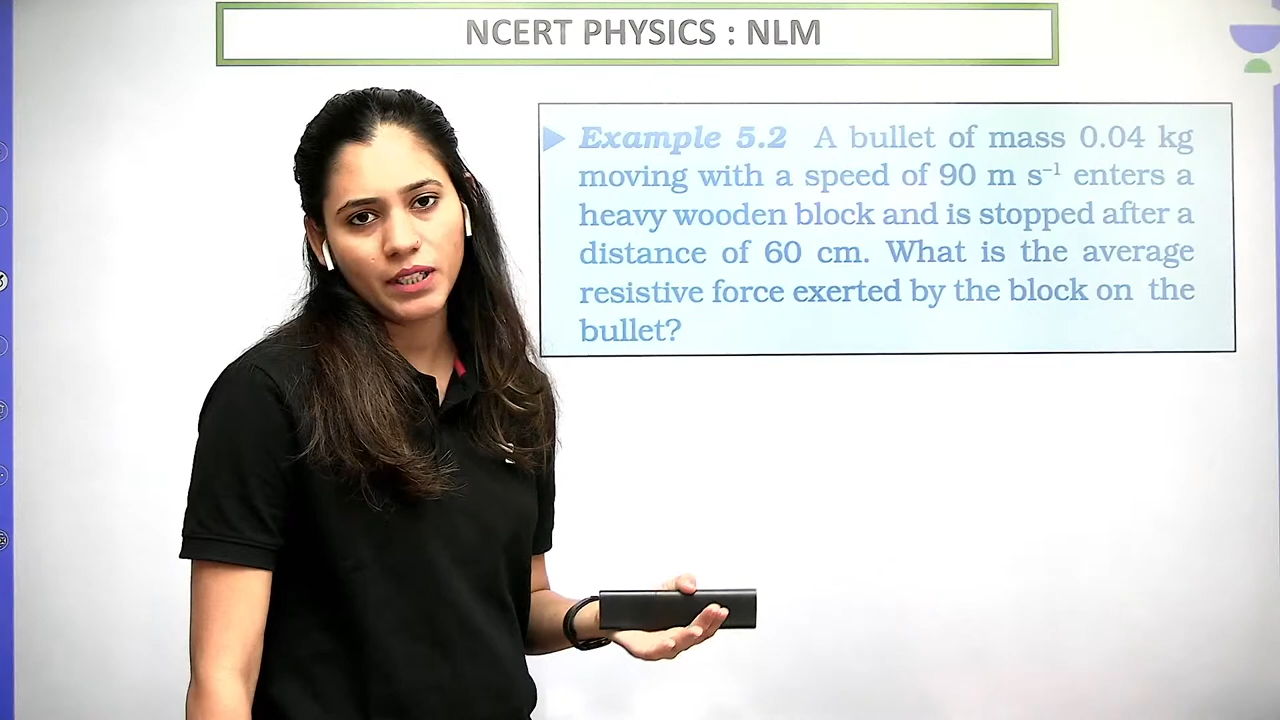 NCERT PHYSICS : NLM
Example 5.2 A bullet of mass 0.04 kg
moving with a speed of 90 m s⁻¹ enters a
heavy wooden block and is stopped after a
distance of 60 cm. What is the average
resistive force exerted by the block on the
bullet?